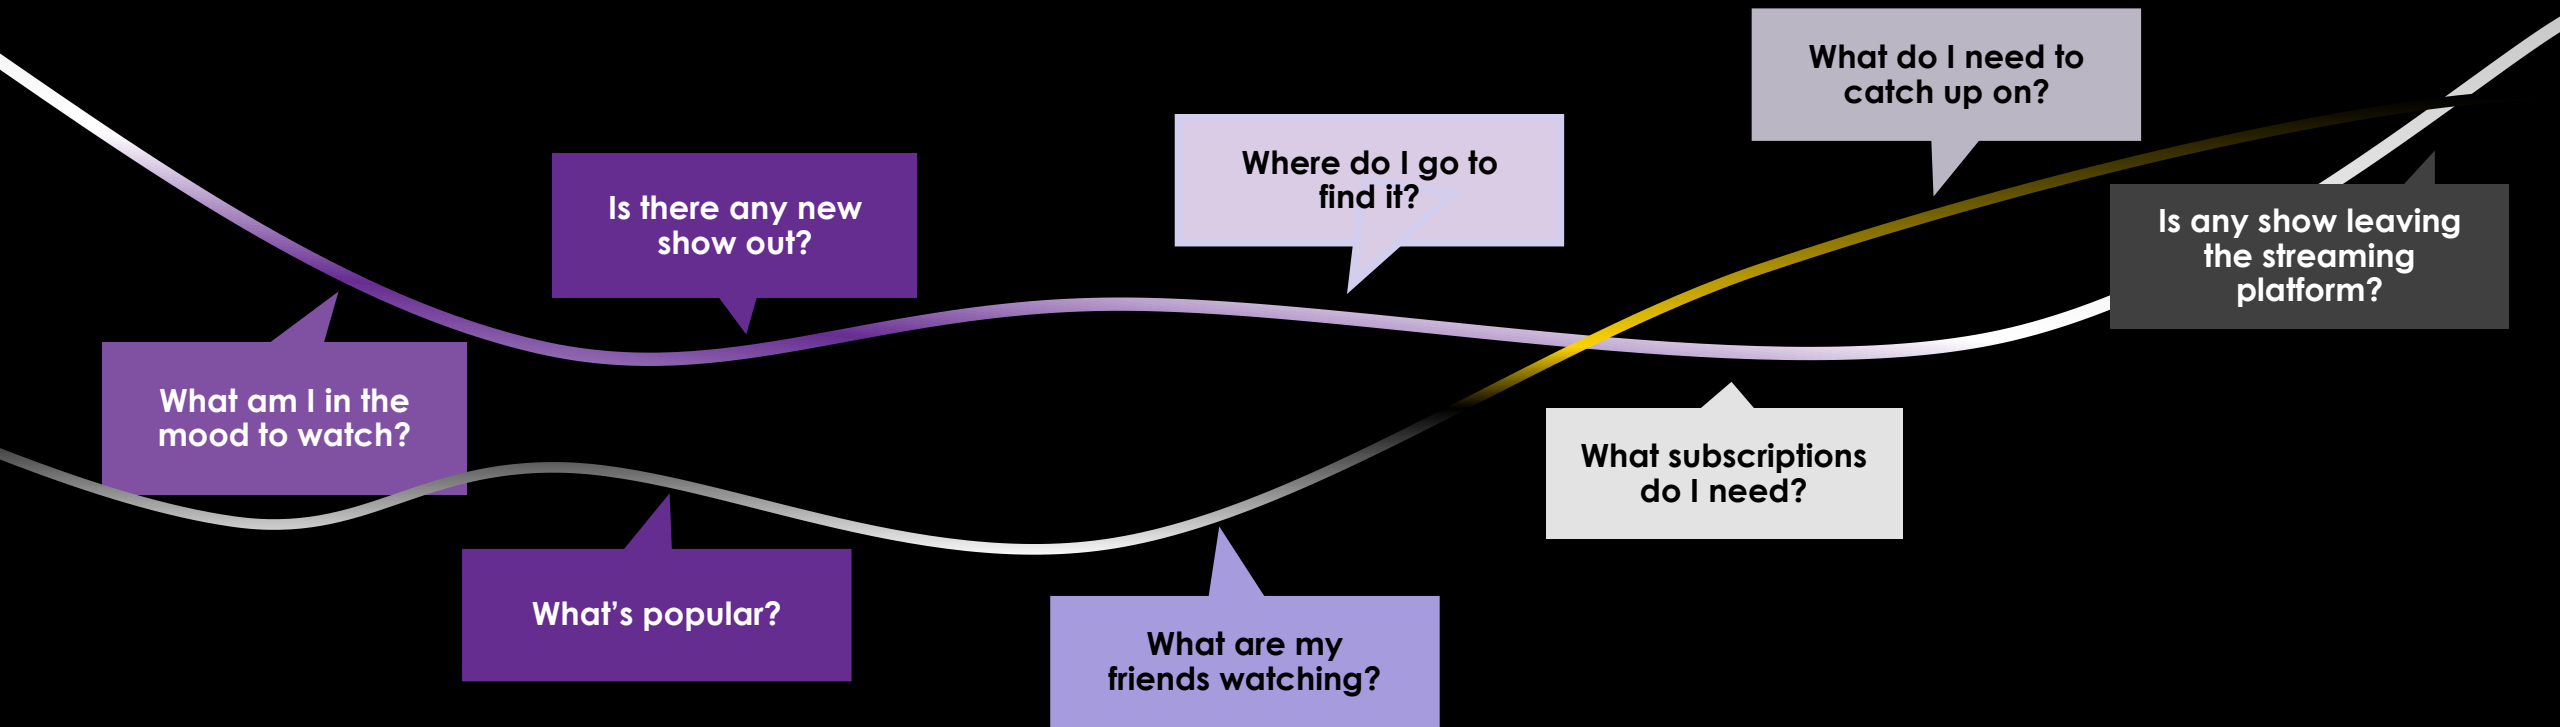 What am I in the
mood to watch?
Is there any new
show out?
What’s popular?
Where do I go to
find it?
What are my
friends watching?
What do I need to
catch up on?
What subscriptions
do I need?
Is any show leaving
the streaming
platform?